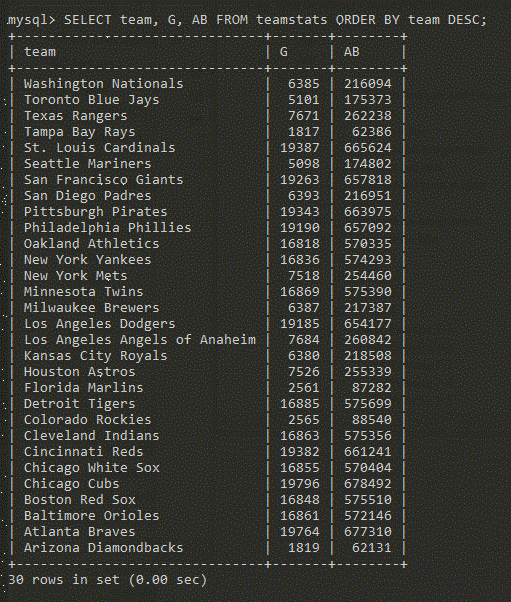 mysql> SELECT team, G, AB FROM teamstats ORDER BY team DESC;
+-------------------------------+-------+--------+
| team                          | G     | AB     |
+-------------------------------+-------+--------+
| Washington Nationals          |  6385 | 216094 |
| Toronto Blue Jays             |  5101 | 175373 |
| Texas Rangers                 |  7671 | 262238 |
| Tampa Bay Rays                |  1817 |  62386 |
| St. Louis Cardinals           | 19387 | 665624 |
| Seattle Mariners              |  5098 | 174802 |
| San Francisco Giants          | 19263 | 657818 |
| San Diego Padres              |  6393 | 216951 |
| Pittsburgh Pirates            | 19343 | 663975 |
| Philadelphia Phillies         | 19190 | 657092 |
| Oakland Athletics             | 16818 | 570335 |
| New York Yankees              | 16836 | 574293 |
| New York Mets                 |  7518 | 254460 |
| Minnesota Twins               | 16869 | 575390 |
| Milwaukee Brewers             |  6387 | 217387 |
| Los Angeles Dodgers           | 19185 | 654177 |
| Los Angeles Angels of Anaheim |  7684 | 260842 |
| Kansas City Royals            |  6380 | 218508 |
| Houston Astros                |  7526 | 255339 |
| Florida Marlins               |  2561 |  87282 |
| Detroit Tigers                | 16885 | 575699 |
| Colorado Rockies              |  2565 |  88540 |
| Cleveland Indians             | 16863 | 575356 |
| Cincinnati Reds               | 19382 | 661241 |
| Chicago White Sox             | 16855 | 570404 |
| Chicago Cubs                  | 19796 | 678492 |
| Boston Red Sox                | 16848 | 575510 |
| Baltimore Orioles             | 16861 | 572146 |
| Atlanta Braves                | 19764 | 677310 |
| Arizona Diamondbacks          |  1819 |  62131 |
+-------------------------------+-------+--------+
30 rows in set (0.00 sec)